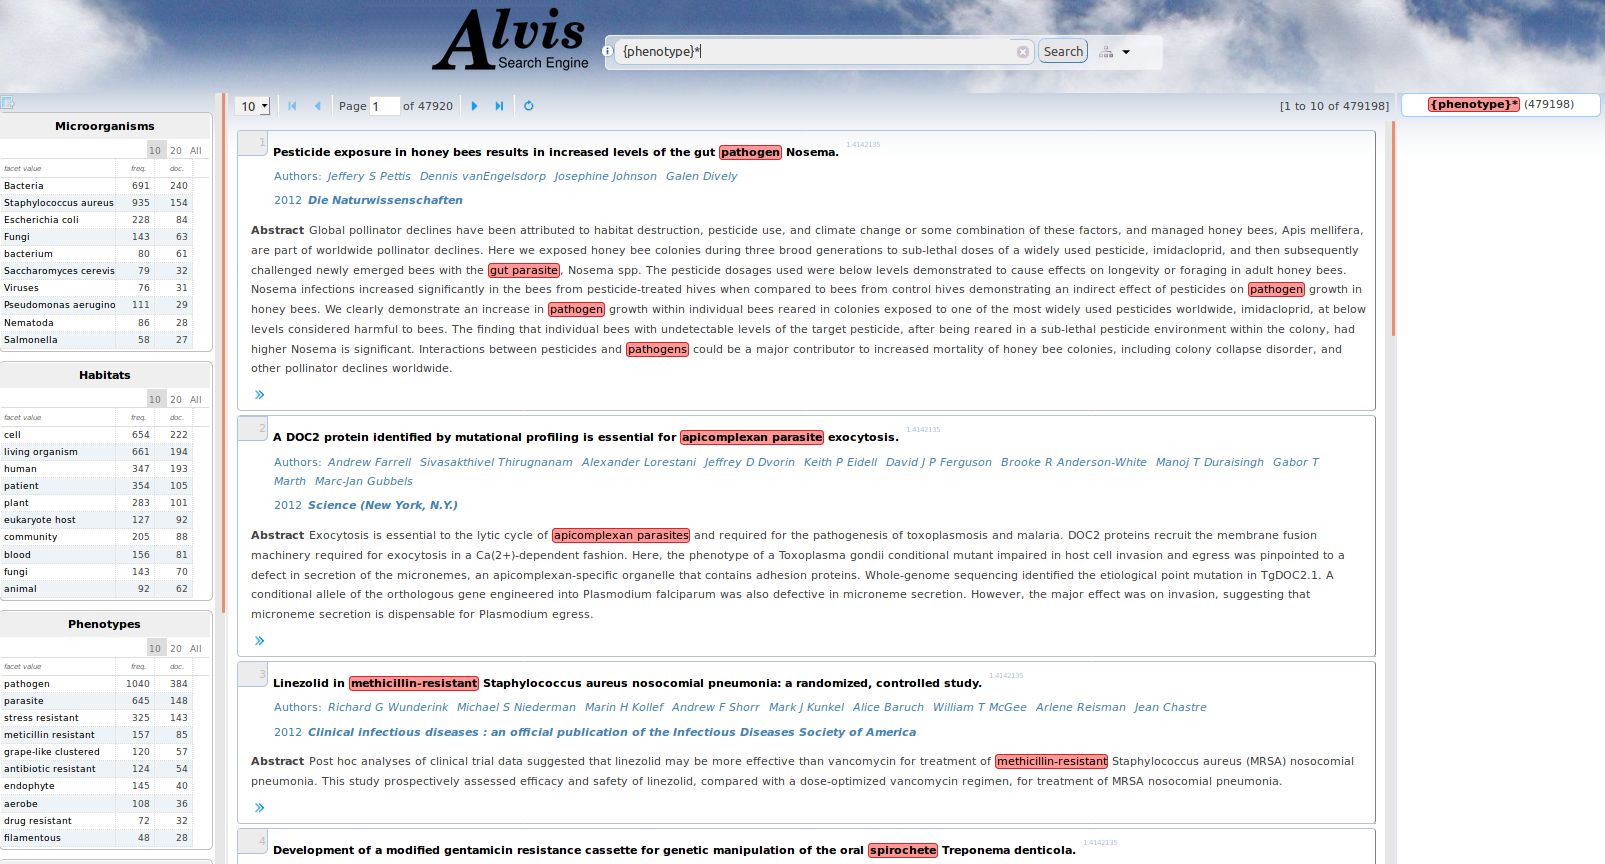 Alvis
Search Engine
{phenotype}*
Search
10
Page 1 of 47920
[1 to 10 of 479198]
{phenotype}* (479198)
Microorganisms
10 20 All
facet value freq. doc.
Bacteria 691 240
Staphylococcus aureus 935 154
Escherichia coli 228 84
Fungi 143 63
bacterium 80 61
Saccharomyces cerevis 79 32
Viruses 76 31
Pseudomonas aerugino 111 29
Nematoda 86 28
Salmonella 58 27
Habitats
10 20 All
facet value freq. doc.
cell 654 222
living organism 661 194
human 347 193
patient 354 105
plant 283 101
eukaryote host 127 92
community 205 88
blood 156 81
fungi 143 70
animal 92 62
Phenotypes
10 20 All
facet value freq. doc.
pathogen 1040 384
parasite 645 148
stress resistant 325 143
meticillin resistant 157 85
grape-like clustered 120 57
antibiotic resistant 124 54
endophyte 145 40
aerobe 108 36
drug resistant 72 32
filamentous 48 28
1
Pesticide exposure in honey bees results in increased levels of the gut pathogen Nosema. 1.4142135
Authors: Jeffery S Pettis Dennis vanEngelsdorp Josephine Johnson Galen Dively
2012 Die Naturwissenschaften
Abstract Global pollinator declines have been attributed to habitat destruction, pesticide use, and climate change or some combination of these factors, and managed honey bees, Apis mellifera,
are part of worldwide pollinator declines. Here we exposed honey bee colonies during three brood generations to sub-lethal doses of a widely used pesticide, imidacloprid, and then subsequently
challenged newly emerged bees with the gut parasite, Nosema spp. The pesticide dosages used were below levels demonstrated to cause effects on longevity or foraging in adult honey bees.
Nosema infections increased significantly in the bees from pesticide-treated hives when compared to bees from control hives demonstrating an indirect effect of pesticides on pathogen growth in
honey bees. We clearly demonstrate an increase in pathogen growth within individual bees reared in colonies exposed to one of the most widely used pesticides worldwide, imidacloprid, at below
levels considered harmful to bees. The finding that individual bees with undetectable levels of the target pesticide, after being reared in a sub-lethal pesticide environment within the colony, had
higher Nosema is significant. Interactions between pesticides and pathogens could be a major contributor to increased mortality of honey bee colonies, including colony collapse disorder, and
other pollinator declines worldwide.
2
A DOC2 protein identified by mutational profiling is essential for apicomplexan parasite exocytosis. 1.4142135
Authors: Andrew Farrell Sivasakthivel Thirugnanam Alexander Lorestani Jeffrey D Dvorin Keith P Eidell David J P Ferguson Brooke R Anderson-White Manoj T Duraisingh Gabor T
Marth Marc-Jan Gubbels
2012 Science (New York, N.Y.)
Abstract Exocytosis is essential to the lytic cycle of apicomplexan parasites and required for the pathogenesis of toxoplasmosis and malaria. DOC2 proteins recruit the membrane fusion
machinery required for exocytosis in a Ca(2+)-dependent fashion. Here, the phenotype of a Toxoplasma gondii conditional mutant impaired in host cell invasion and egress was pinpointed to a
defect in secretion of the micronemes, an apicomplexan-specific organelle that contains adhesion proteins. Whole-genome sequencing identified the etiological point mutation in TgDOC2.1. A
conditional allele of the orthologous gene engineered into Plasmodium falciparum was also defective in microneme secretion. However, the major effect was on invasion, suggesting that
microneme secretion is dispensable for Plasmodium egress.
3
Linezolid in methicillin-resistant Staphylococcus aureus nosocomial pneumonia: a randomized, controlled study. 1.4142135
Authors: Richard G Wunderink Michael S Niederman Marin H Kollef Andrew F Shorr Mark J Kunkel Alice Baruch William T McGee Arlene Reisman Jean Chastre
2012 Clinical infectious diseases : an official publication of the Infectious Diseases Society of America
Abstract Post hoc analyses of clinical trial data suggested that linezolid may be more effective than vancomycin for treatment of methicillin-resistant Staphylococcus aureus (MRSA) nosocomial
pneumonia. This study prospectively assessed efficacy and safety of linezolid, compared with a dose-optimized vancomycin regimen, for treatment of MRSA nosocomial pneumonia.
4
Development of a modified gentamicin resistance cassette for genetic manipulation of the oral spirochete Treponema denticola. 1.4142135